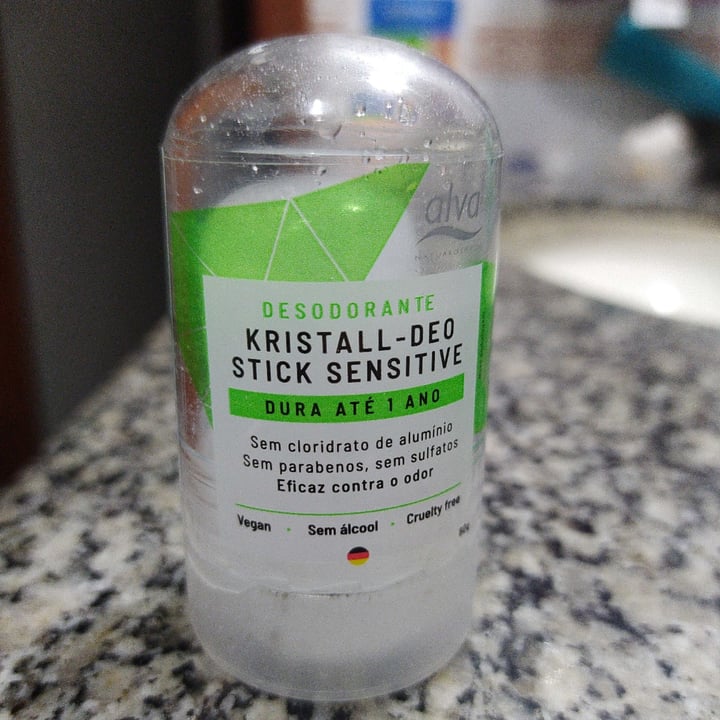 alva
DESODORANTE
KRISTALL-DEO
STICK SENSITIVE
DURA ATÉ 1 ANO
Sem cloridrato de alumínio
Sem parabenos, sem sulfatos
Eficaz contra o odor
Vegan • Sem álcool • Cruelty free